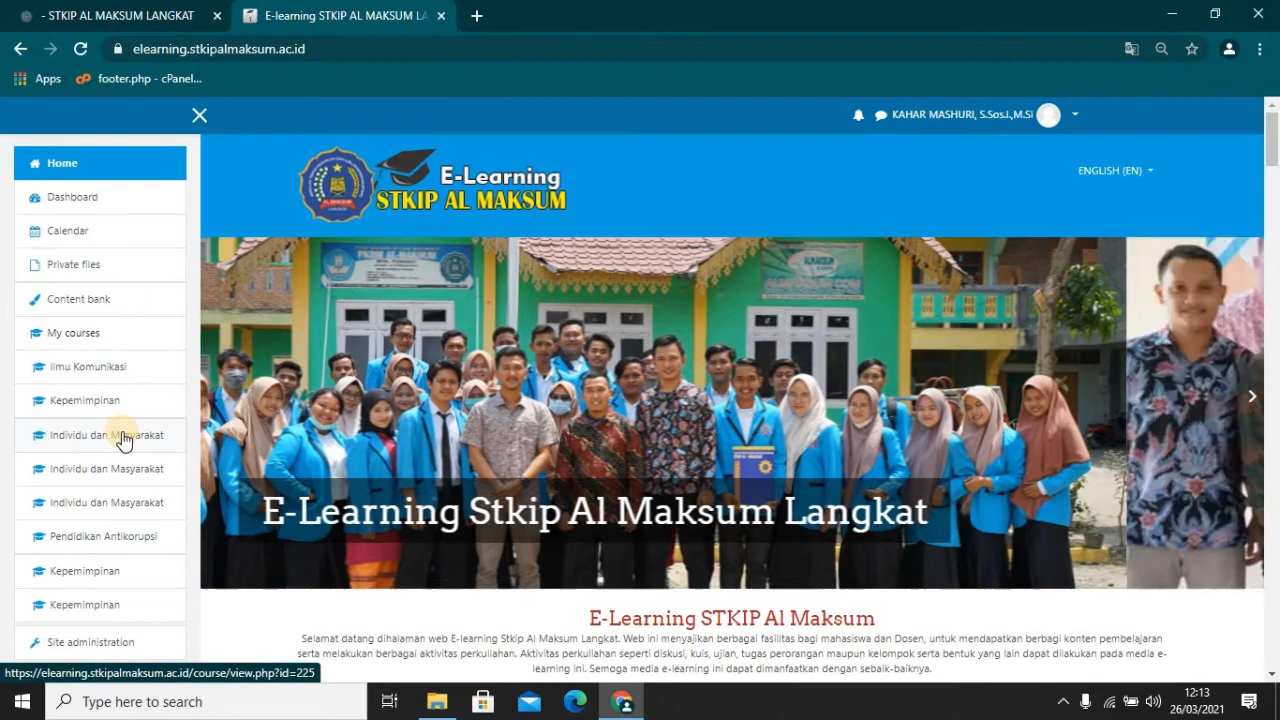 - STKIP AL MAKSUM LANGKAT
E-learning STKIP AL MAKSUM LA
elearning.stkipalmaksum.ac.id
Apps
footer.php - cPanel...
KAHAR MASHURI, S.Sos.I.,M.Si
Home
Dashboard
Calendar
Private files
Content bank
My courses
Ilmu Komunikasi
Kepemimpinan
Individu dan Masyarakat
Individu dan Masyarakat
Individu dan Masyarakat
Pendidikan Antikorupsi
Kepemimpinan
Kepemimpinan
Site administration
E-Learning
STKIP AL MAKSUM
ENGLISH (EN)
E-Learning Stkip Al Maksum Langkat
E-Learning STKIP Al Maksum
Selamat datang dihalaman web E-learning Stkip Al Maksum Langkat. Web ini menyajikan berbagai fasilitas bagi mahasiswa dan Dosen, untuk mendapatkan berbagi konten pembelajaran
serta melakukan berbagai aktivitas perkuliahan. Aktivitas perkuliahan seperti diskusi, kuis, ujian, tugas perorangan maupun kelompok serta bentuk yang lain dapat dilakukan pada media e-
learning ini. Semoga media e-learning ini dapat dimanfaatkan dengan sebaik-baiknya.
https://elearning.stkipalmaksum.ac.id/course/view.php?id=225
Type here to search
12:13
26/03/2021